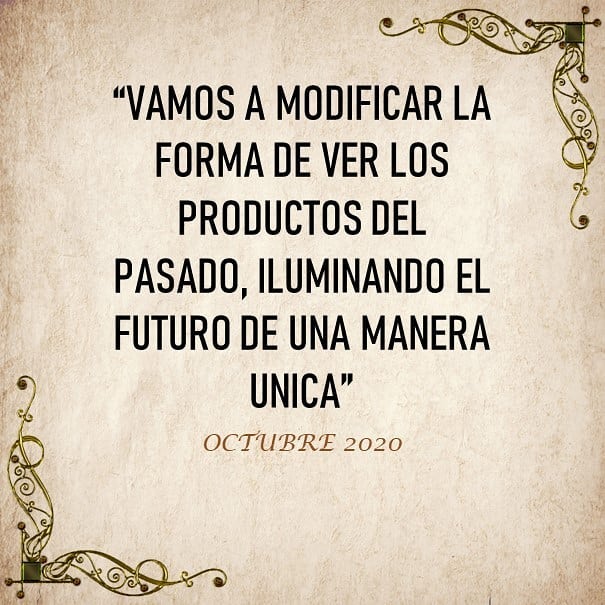 “VAMOS A MODIFICAR LA
FORMA DE VER LOS
PRODUCTOS DEL
PASADO, ILUMINANDO EL
FUTURO DE UNA MANERA
UNICA”
OCTUBRE 2020